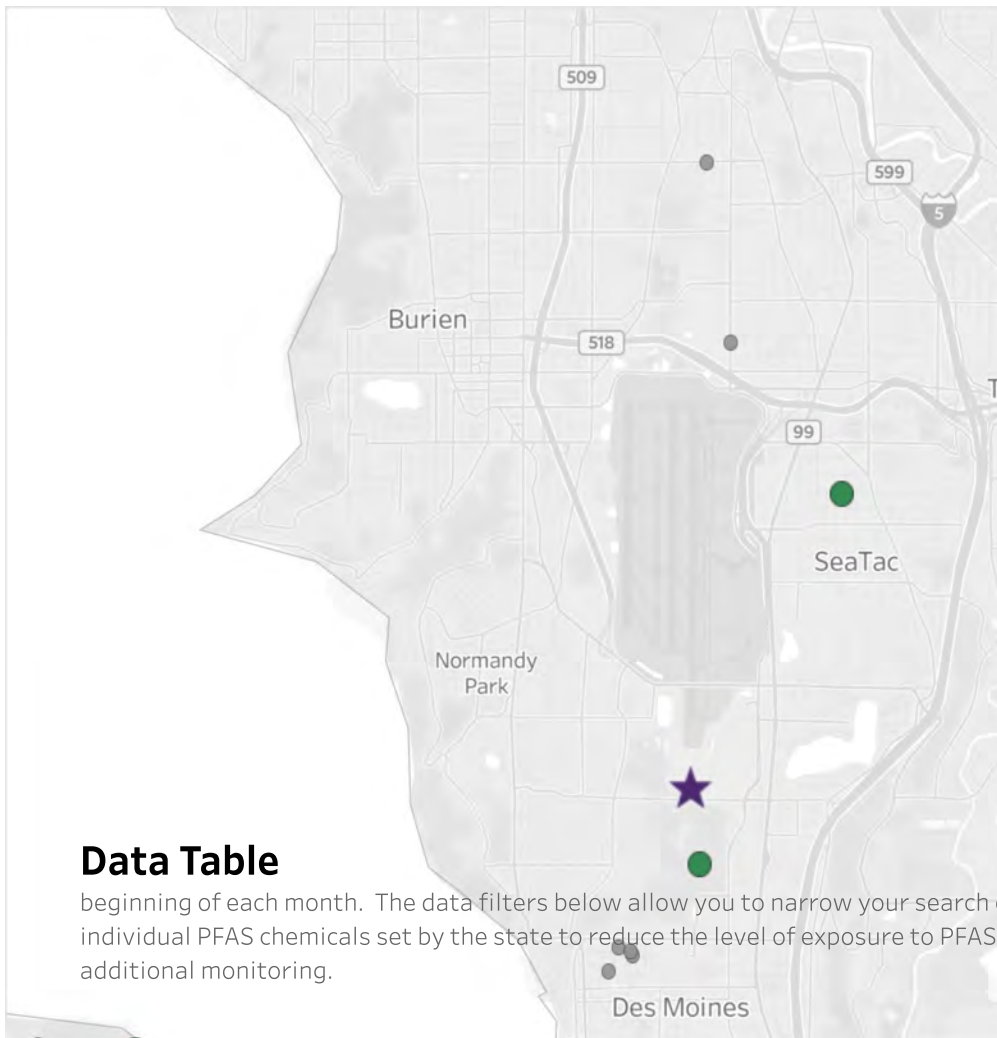 509
599
5
Burien
518
T
99
SeaTac
Normandy
Park
Data Table
beginning of each month.  The data filters below allow you to narrow your search
individual PFAS chemicals set by the state to reduce the level of exposure to PFAS
additional monitoring.
Des Moines